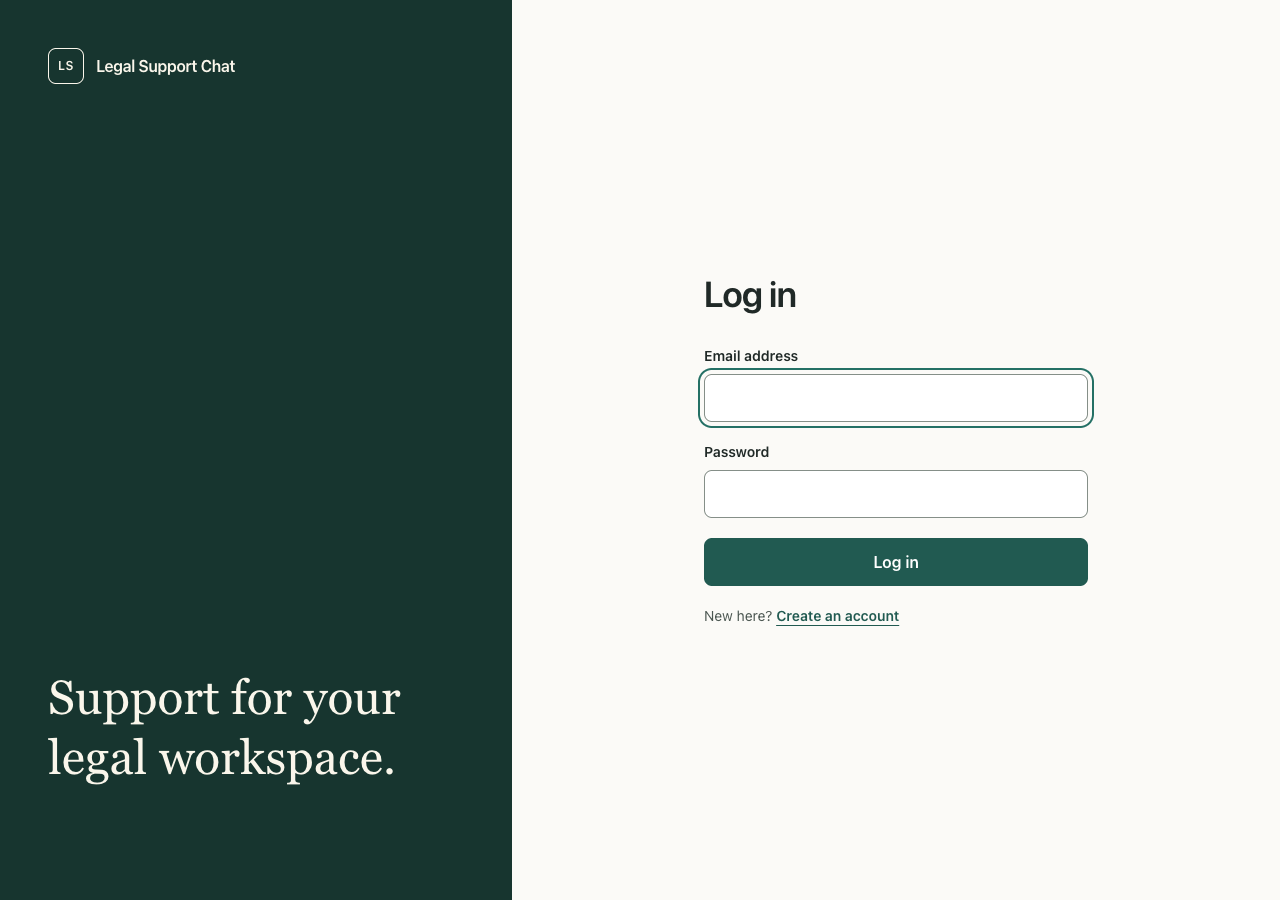 LS
Legal Support Chat
Support for your
legal workspace.
Log in
Email address
Password
Log in
New here? Create an account